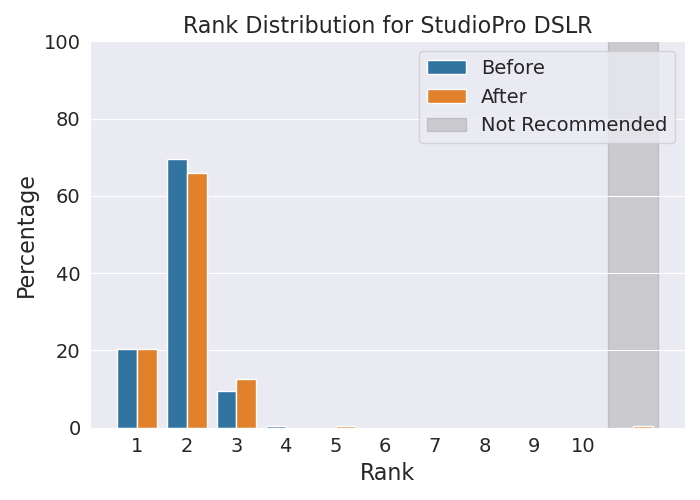 Rank Distribution for StudioPro DSLR
100
80
60
40
20
0
Percentage
Before
After
Not Recommended
1 2 3 4 5 6 7 8 9 10
Rank